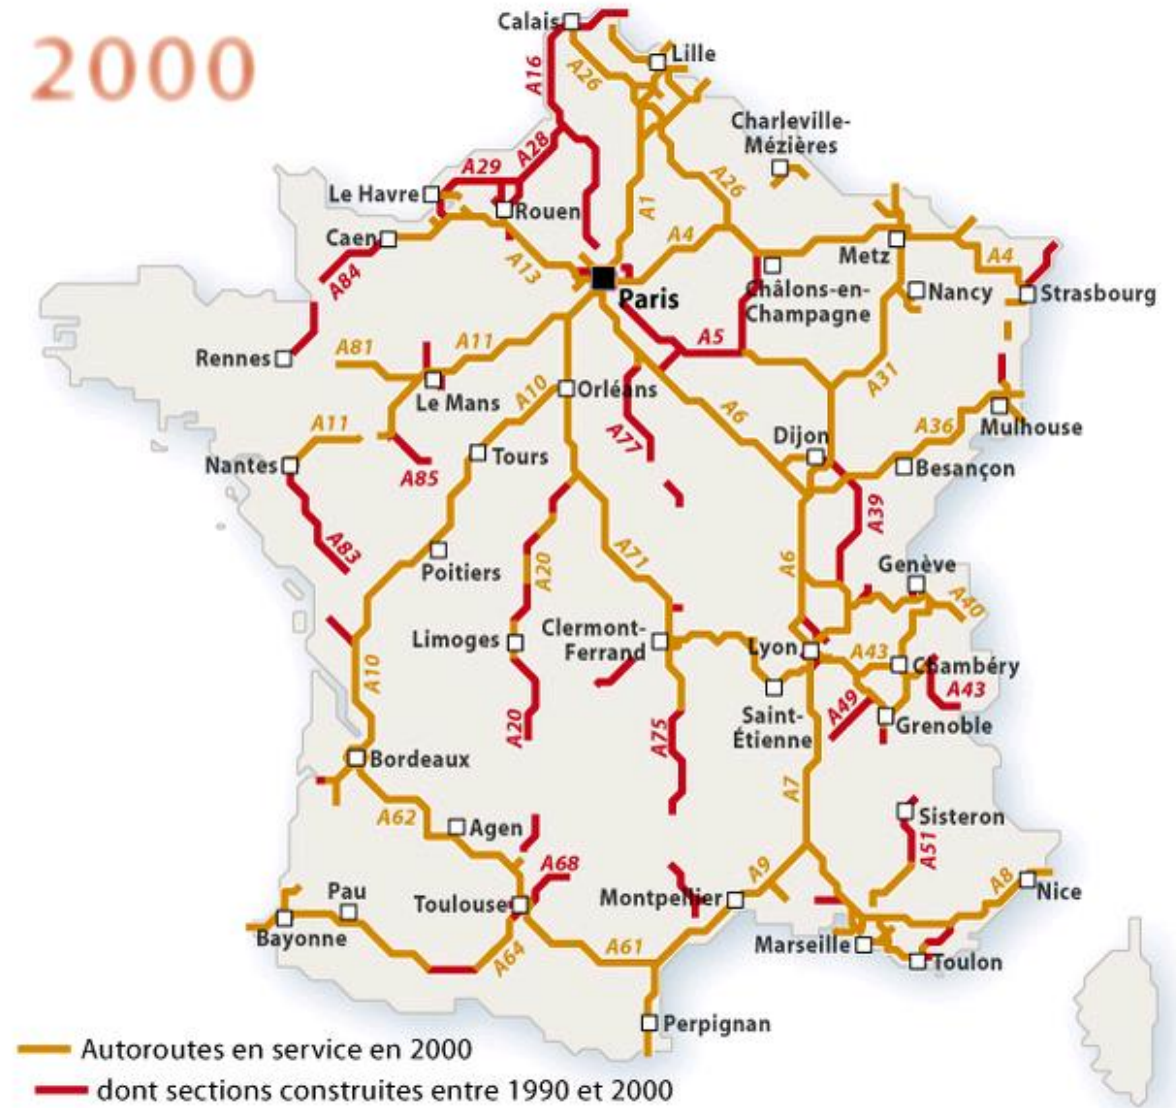 2000
Calais
Lille
A16
A26
Charleville-
Mézières
A28
A29
A26
Le Havre
Rouen
A1
Caen
A4
Metz
A4
A84
A13
Paris
Châlons-en-
Champagne
Nancy
Strasbourg
Rennes
A81
A11
A5
A31
Le Mans
A10
Orléans
A6
A11
A77
Dijon
A36
Mulhouse
Nantes
Tours
A85
Besançon
A83
A39
Poitiers
A20
A71
A6
Genève
A40
Limoges
Clermont-
Ferrand
Lyon
A43
Chambéry
A10
A20
A75
Saint-
Étienne
A49
A43
Grenoble
Bordeaux
A7
A62
Agen
Sisteron
A51
A68
A9
A8
Nice
Pau
Toulouse
Montpellier
Bayonne
A64
A61
Marseille
Toulon
Perpignan
Autoroutes en service en 2000
dont sections construites entre 1990 et 2000